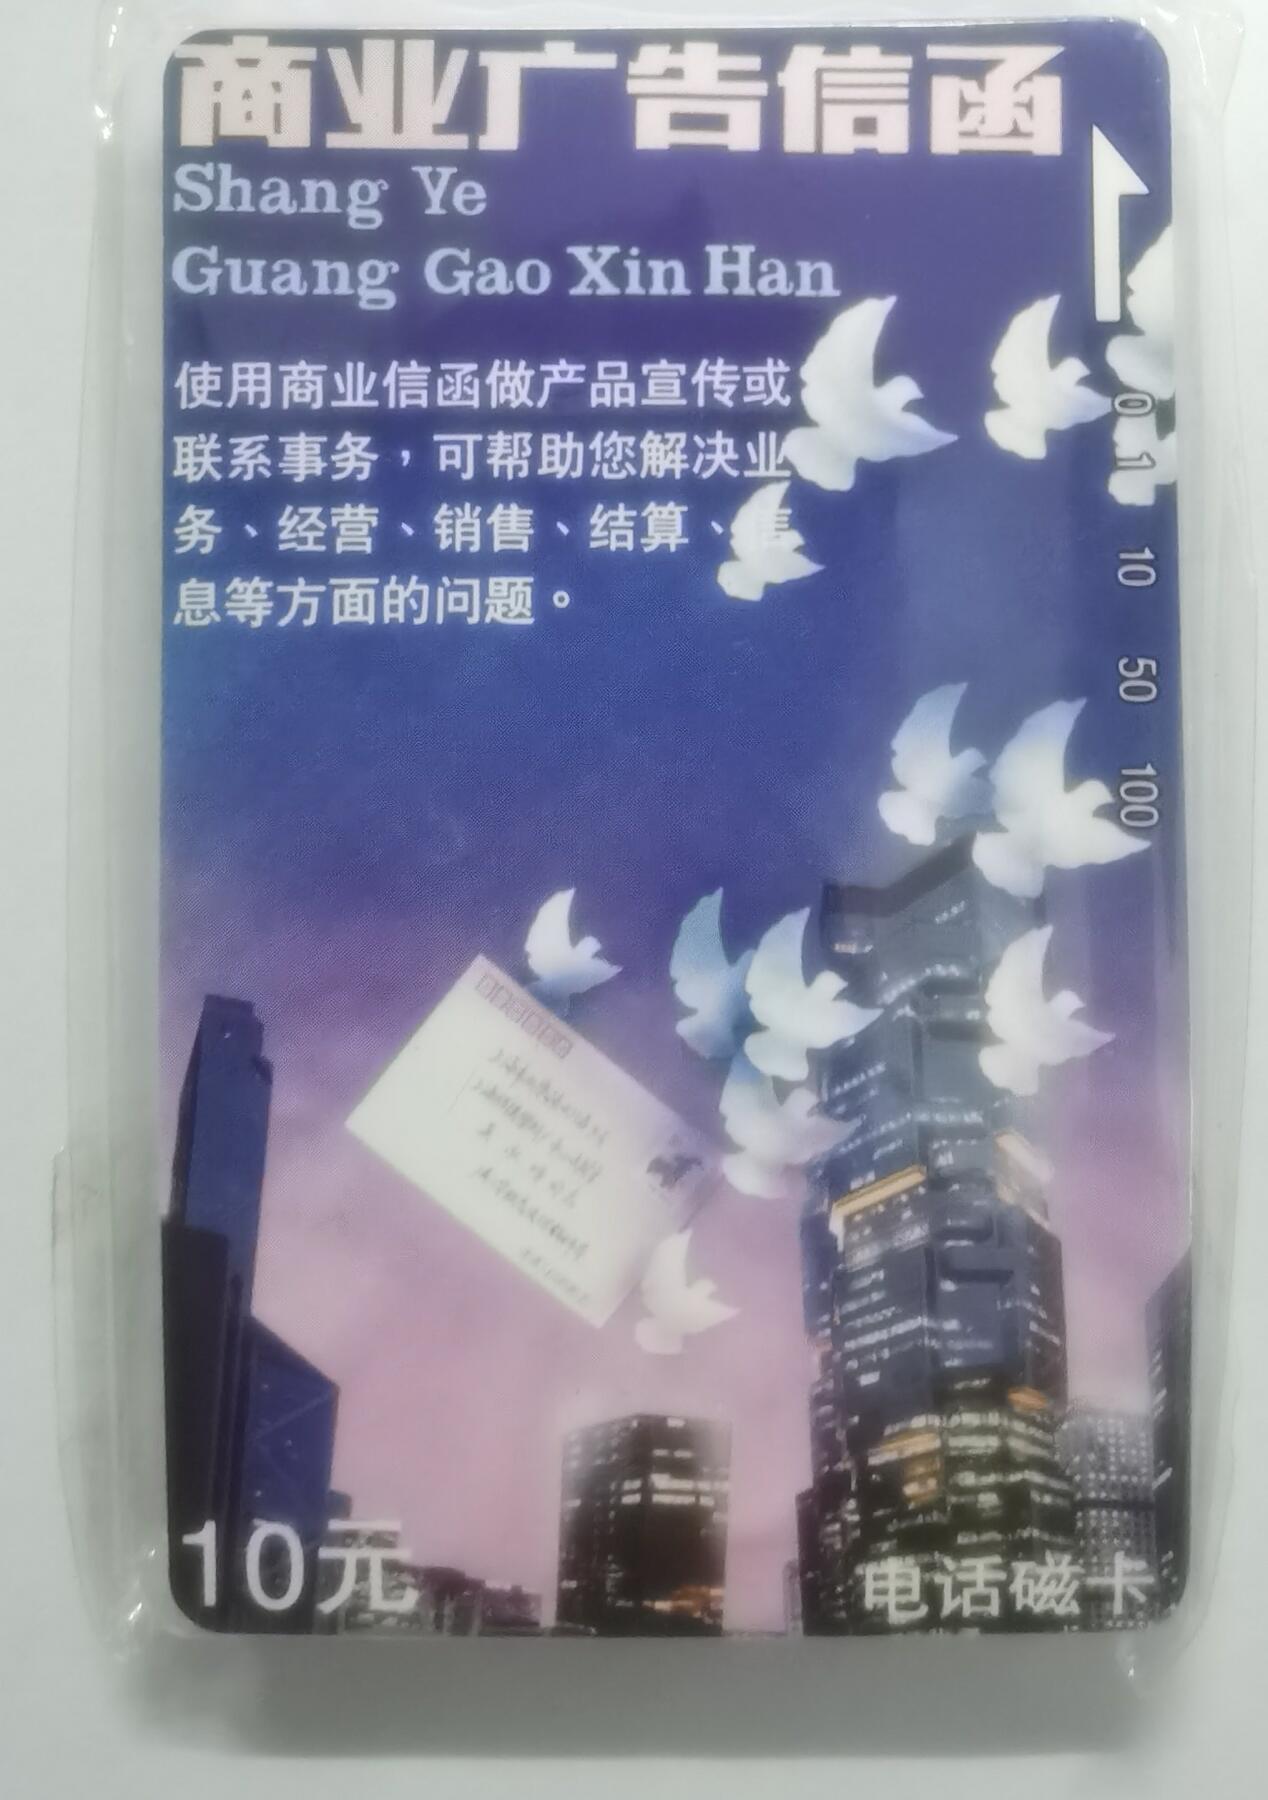 商业广告信函
Shang Ye
Guang Gao Xin Han
使用商业信函做产品宣传或
联系事务，可帮助您解决业
务、经营、销售、结算、信
息等方面的问题。
0 1 10 50 100
10元
电话磁卡